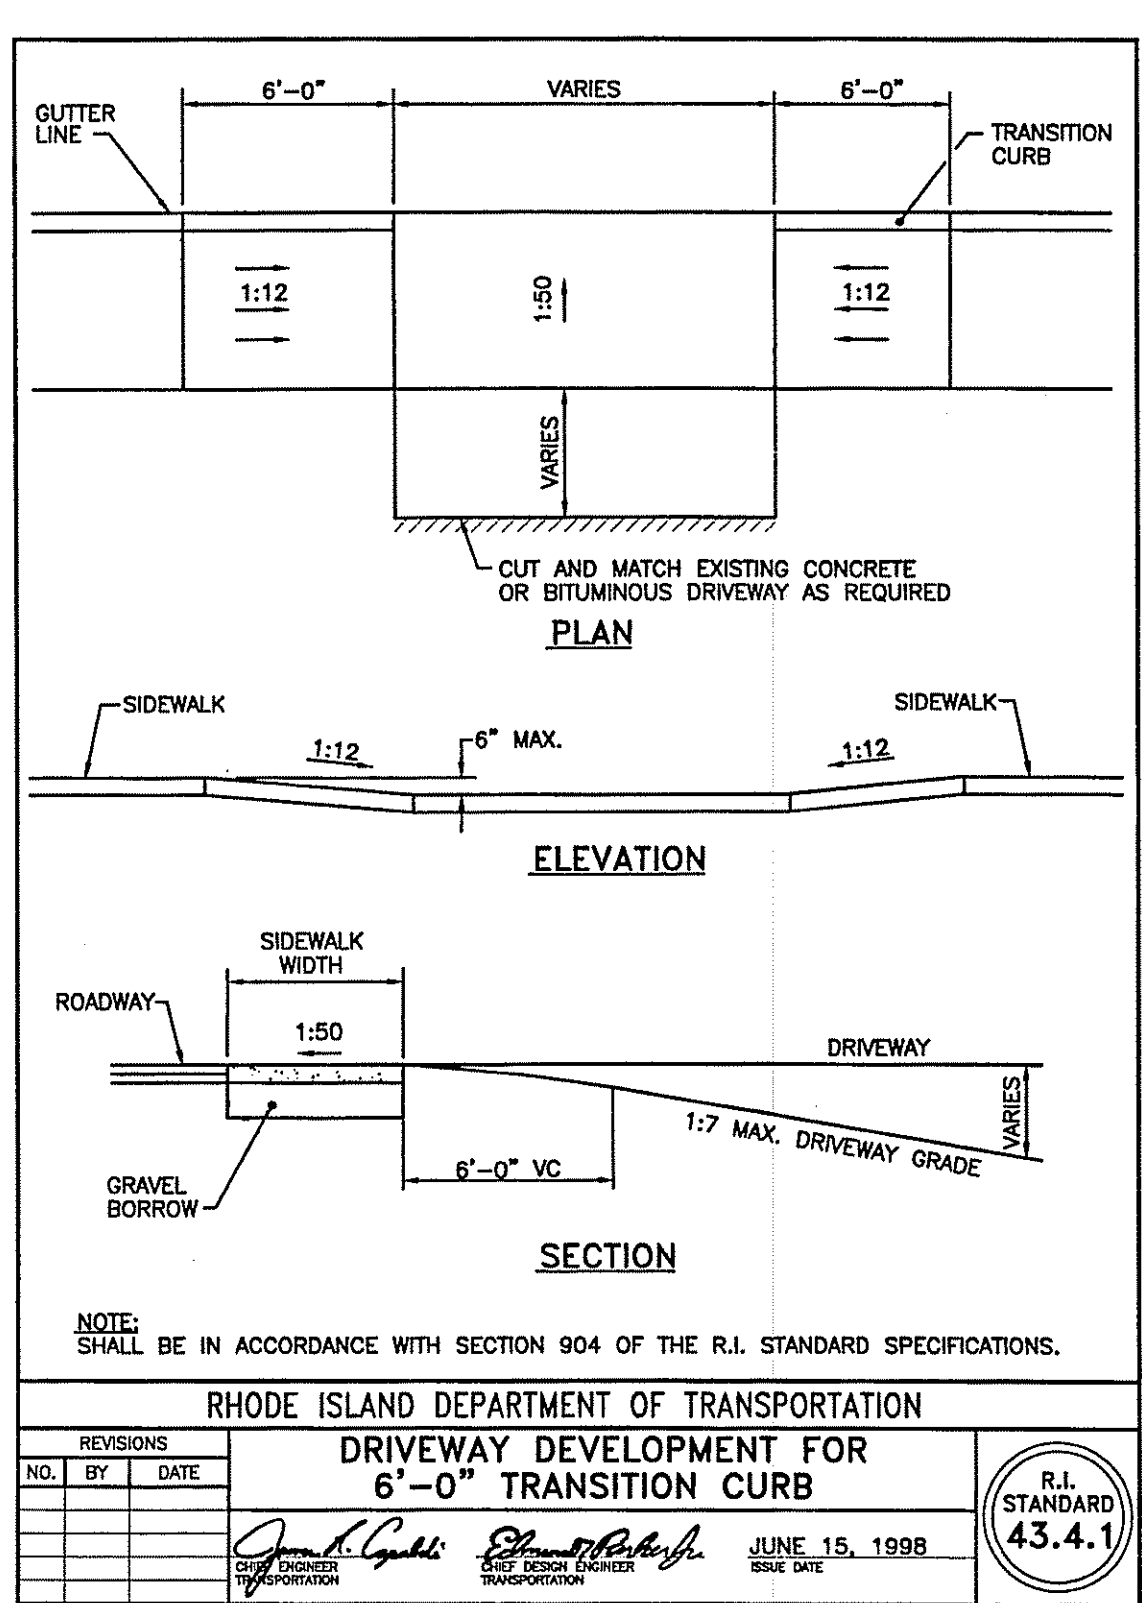 6'-0"
VARIES
6'-0"
GUTTER
LINE
TRANSITION
CURB
1:12
1:50
1:12
VARIES
CUT AND MATCH EXISTING CONCRETE
OR BITUMINOUS DRIVEWAY AS REQUIRED
PLAN
SIDEWALK
SIDEWALK
1:12
6" MAX.
1:12
ELEVATION
SIDEWALK
WIDTH
ROADWAY
1:50
DRIVEWAY
VARIES
1:7 MAX. DRIVEWAY GRADE
6'-0" VC
GRAVEL
BORROW
SECTION
NOTE:
SHALL BE IN ACCORDANCE WITH SECTION 904 OF THE R.I. STANDARD SPECIFICATIONS.
RHODE ISLAND DEPARTMENT OF TRANSPORTATION
REVISIONS
NO. BY DATE
DRIVEWAY DEVELOPMENT FOR
6'-0" TRANSITION CURB
CHIEF ENGINEER
TRANSPORTATION
CHIEF DESIGN ENGINEER
TRANSPORTATION
JUNE 15, 1998
ISSUE DATE
R.I.
STANDARD
43.4.1